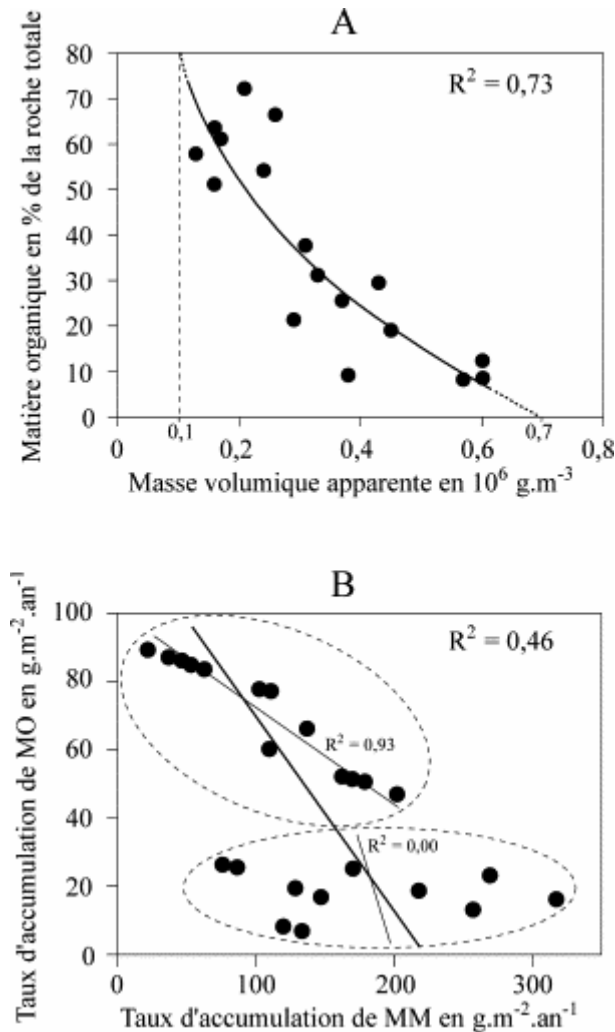 A
R² = 0,73
Matière organique en % de la roche totale
80
70
60
50
40
30
20
10
0
0,1
0,7
0
0,2
0,4
0,6
0,8
Masse volumique apparente en 10⁶ g.m⁻³
B
R² = 0,46
Taux d'accumulation de MO en g.m⁻².an⁻¹
100
80
60
40
20
0
R² = 0,93
R² = 0,00
0
100
200
300
Taux d'accumulation de MM en g.m⁻².an⁻¹